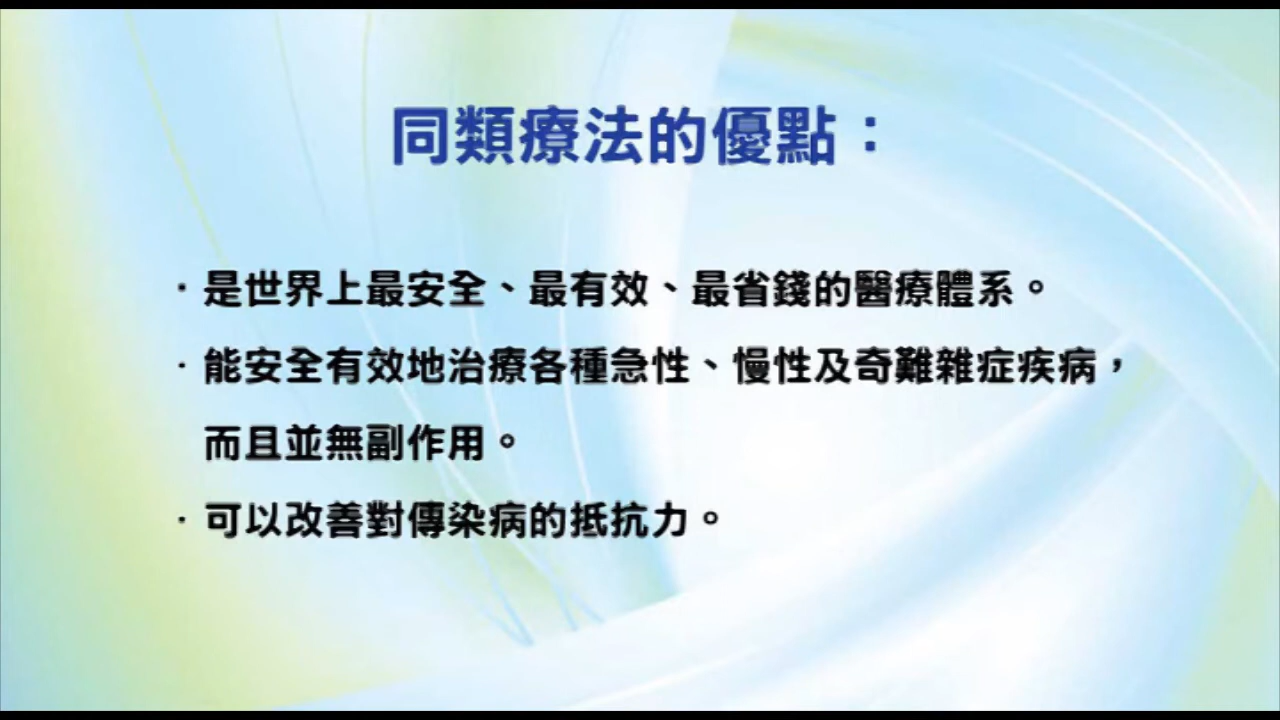 同類療法的優點：
· 是世界上最安全、最有效、最省錢的醫療體系。
· 能安全有效地治療各種急性、慢性及奇難雜症疾病，
而且並無副作用。
· 可以改善對傳染病的抵抗力。